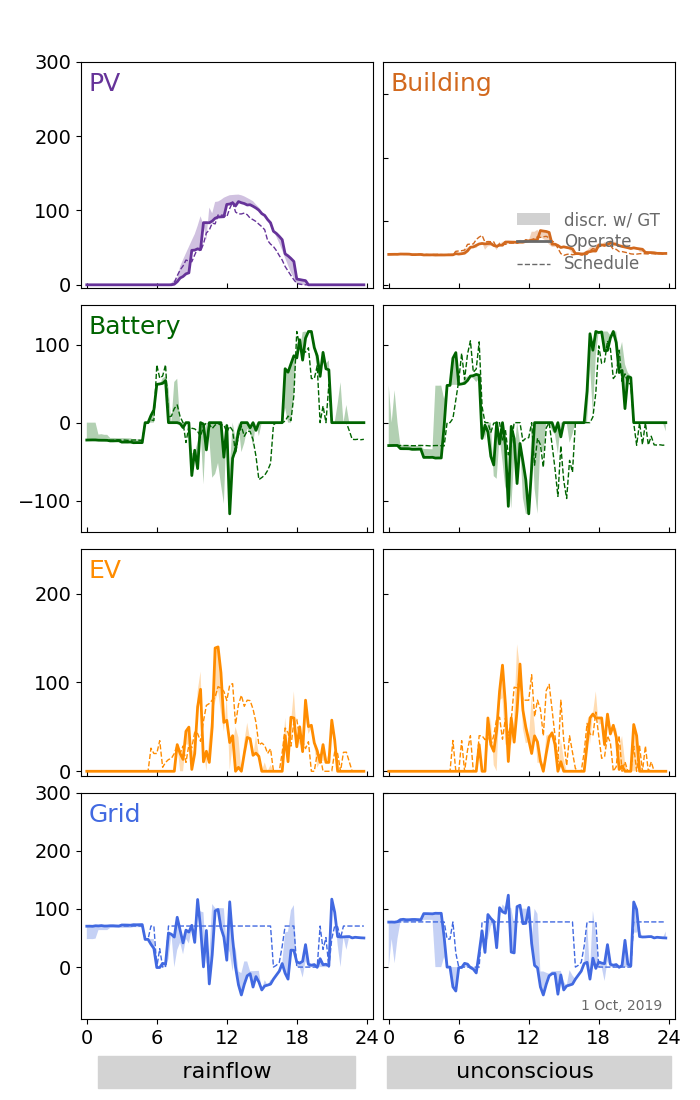 300
PV
Building
200
100
discr. w/ GT
Operate
Schedule
0
Battery
100
0
−100
EV
200
100
0
300
Grid
200
100
0
1 Oct, 2019
0 6 12 18 24 0 6 12 18 24
rainflow unconscious